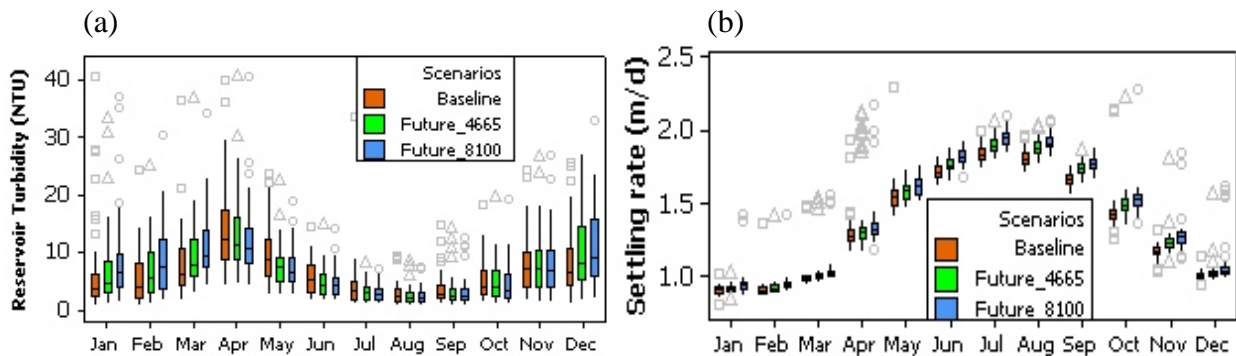 (a)
(b)
Reservoir Turbidity (NTU)
40
30
20
10
0
Scenarios
Baseline
Future_4665
Future_8100
Jan Feb Mar Apr May Jun Jul Aug Sep Oct Nov Dec
Settling rate (m/d)
2.5
2.0
1.5
1.0
Scenarios
Baseline
Future_4665
Future_8100
Jan Feb Mar Apr May Jun Jul Aug Sep Oct Nov Dec